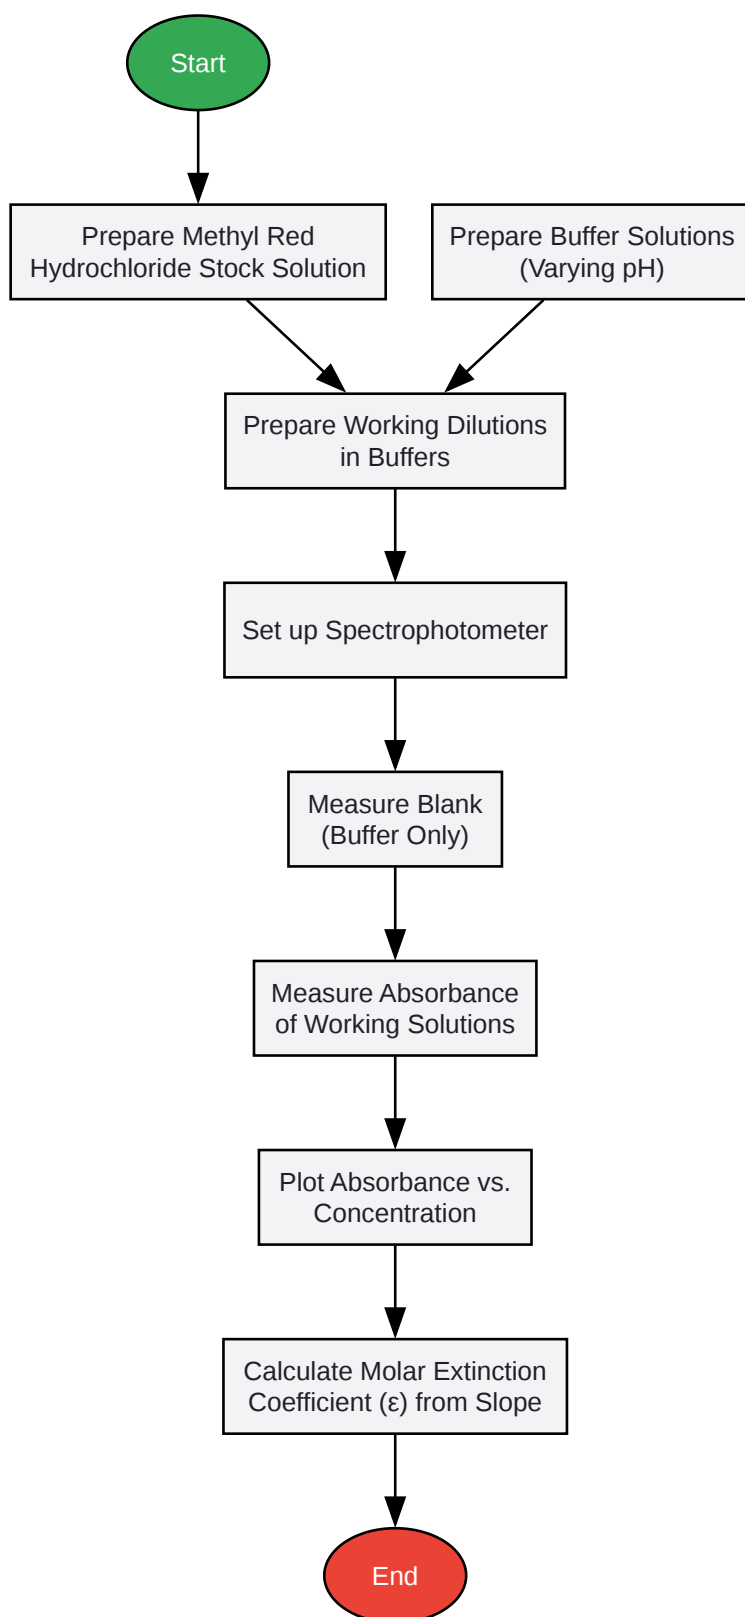 Start
Prepare Methyl Red
Hydrochloride Stock Solution
Prepare Buffer Solutions
(Varying pH)
Prepare Working Dilutions
in Buffers
Set up Spectrophotometer
Measure Blank
(Buffer Only)
Measure Absorbance
of Working Solutions
Plot Absorbance vs.
Concentration
Calculate Molar Extinction
Coefficient (ε) from Slope
End